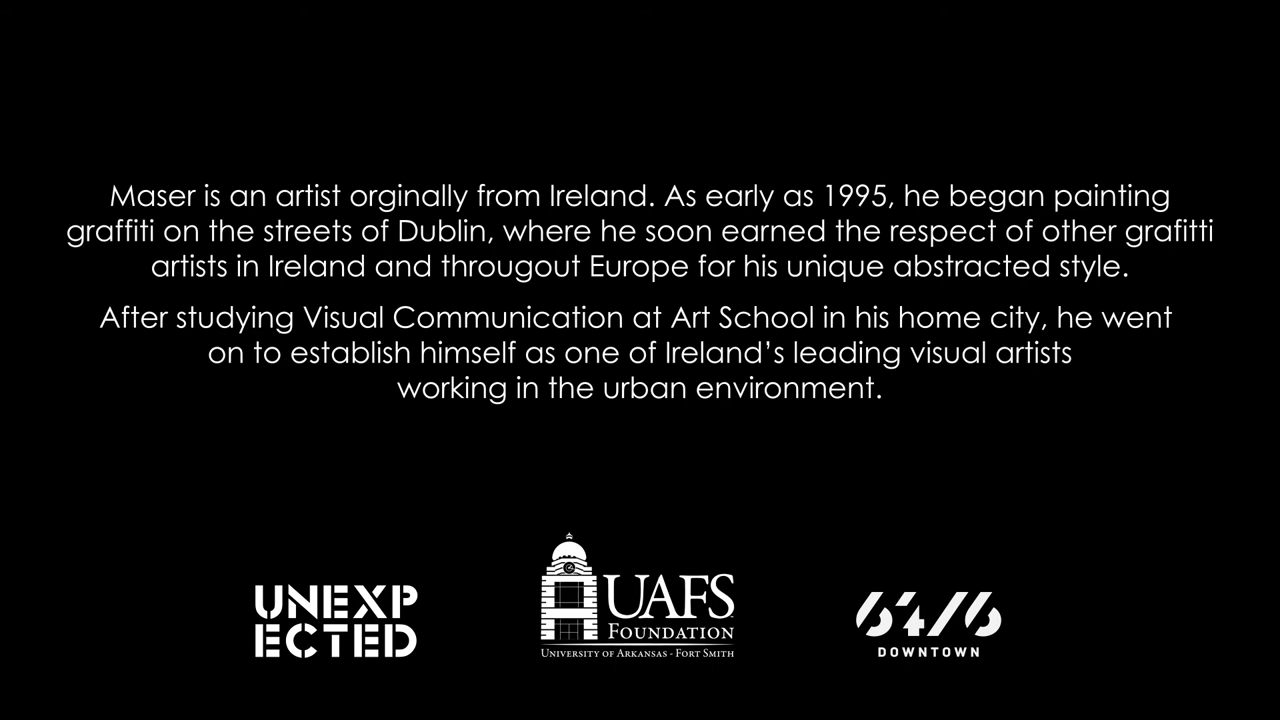 Maser is an artist orginally from Ireland. As early as 1995, he began painting
graffiti on the streets of Dublin, where he soon earned the respect of other grafitti
artists in Ireland and througout Europe for his unique abstracted style.
After studying Visual Communication at Art School in his home city, he went
on to establish himself as one of Ireland’s leading visual artists
working in the urban environment.
UNEXP
ECTED
UAFS
FOUNDATION
UNIVERSITY OF ARKANSAS - FORT SMITH
64/6
DOWNTOWN